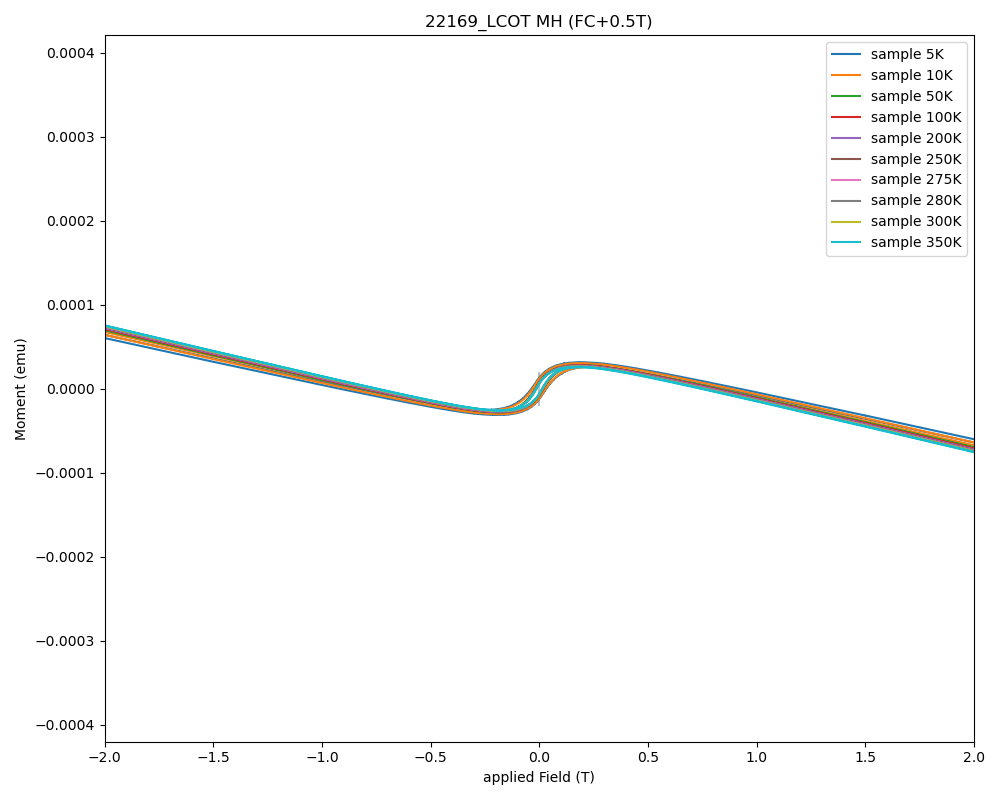 22169_LCOT MH (FC+0.5T)
0.0004
0.0003
0.0002
0.0001
0.0000
−0.0001
−0.0002
−0.0003
−0.0004
Moment (emu)
sample 5K
sample 10K
sample 50K
sample 100K
sample 200K
sample 250K
sample 275K
sample 280K
sample 300K
sample 350K
−2.0 −1.5 −1.0 −0.5 0.0 0.5 1.0 1.5 2.0
applied Field (T)